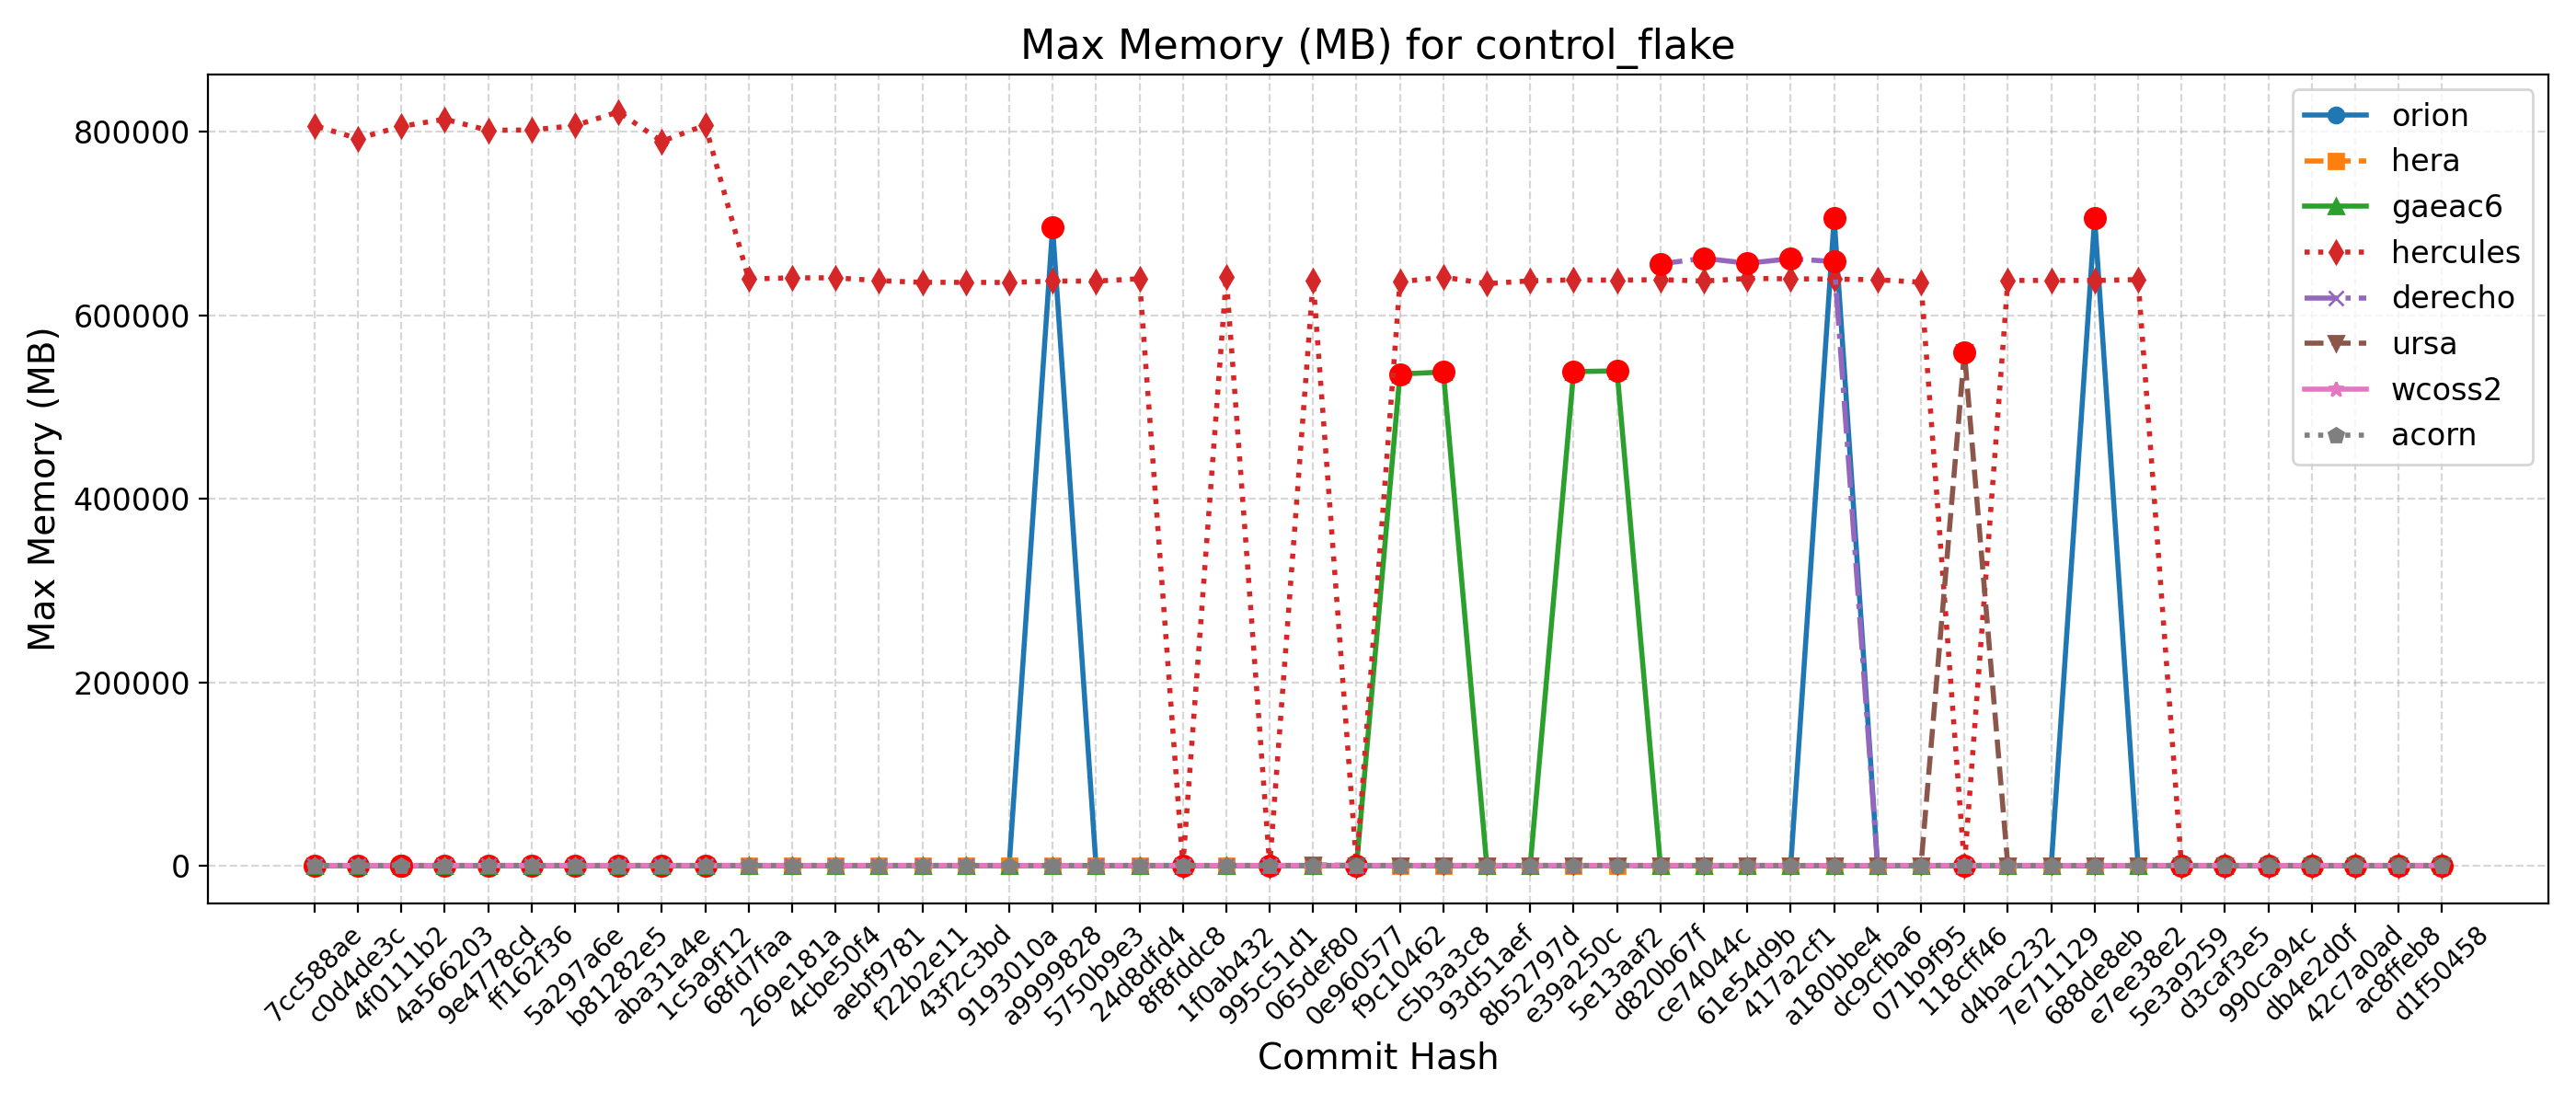 Max Memory (MB) for control_flake
Max Memory (MB)
800000
600000
400000
200000
0
orion
hera
gaeac6
hercules
derecho
ursa
wcoss2
acorn
7cc588ae
c0d4de3c
4f0111b2
4a566203
9e4778cd
ff162f36
5a297a6e
b81282e5
aba31a4e
1c5a9f12
68fd7faa
269e181a
4cbe50f4
aebf9781
f22b2e11
43f2c3bd
9193010a
a9999828
5750b9e3
24d8dfd4
8f8fddc8
1f0ab432
995c51d1
065def80
0e960577
f9c10462
c5b3a3c8
93d51aef
8b52797d
e39a250c
5e13aaf2
d820b67f
ce74044c
61e54d9b
417a2cf1
a180bbe4
dc9cfba6
071b9f95
118cff46
d4bac232
7e711129
688de8eb
e7ee38e2
5e3a9259
d3caf3e5
990ca94c
db4e2d0f
42c7a0ad
ac8ffeb8
d1f50458
Commit Hash